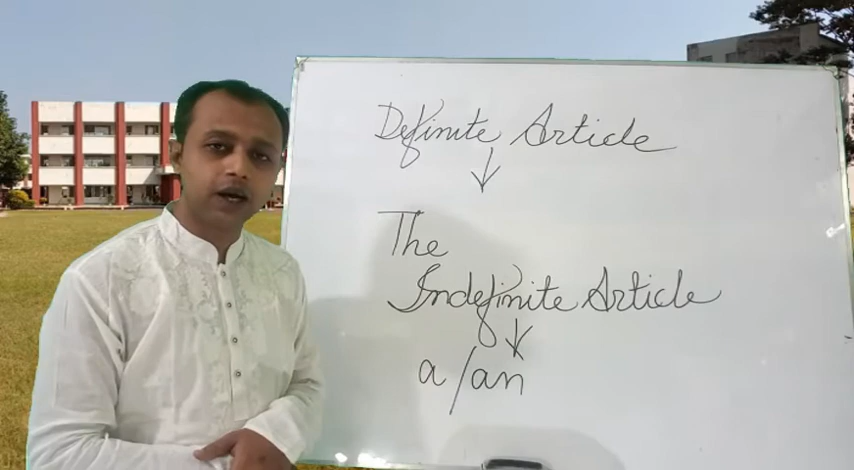 Definite Article
↓
The
Indefinite Article
↓
a/an